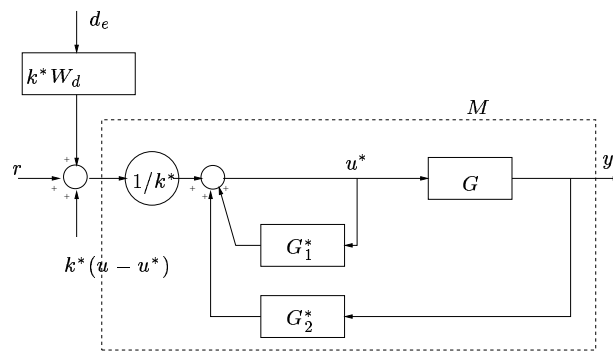 d_e
k^* W_d
M
r
+
+
+
1/k^*
+
+
+
u^*
G
y
G_1^*
k^*(u − u^*)
G_2^*